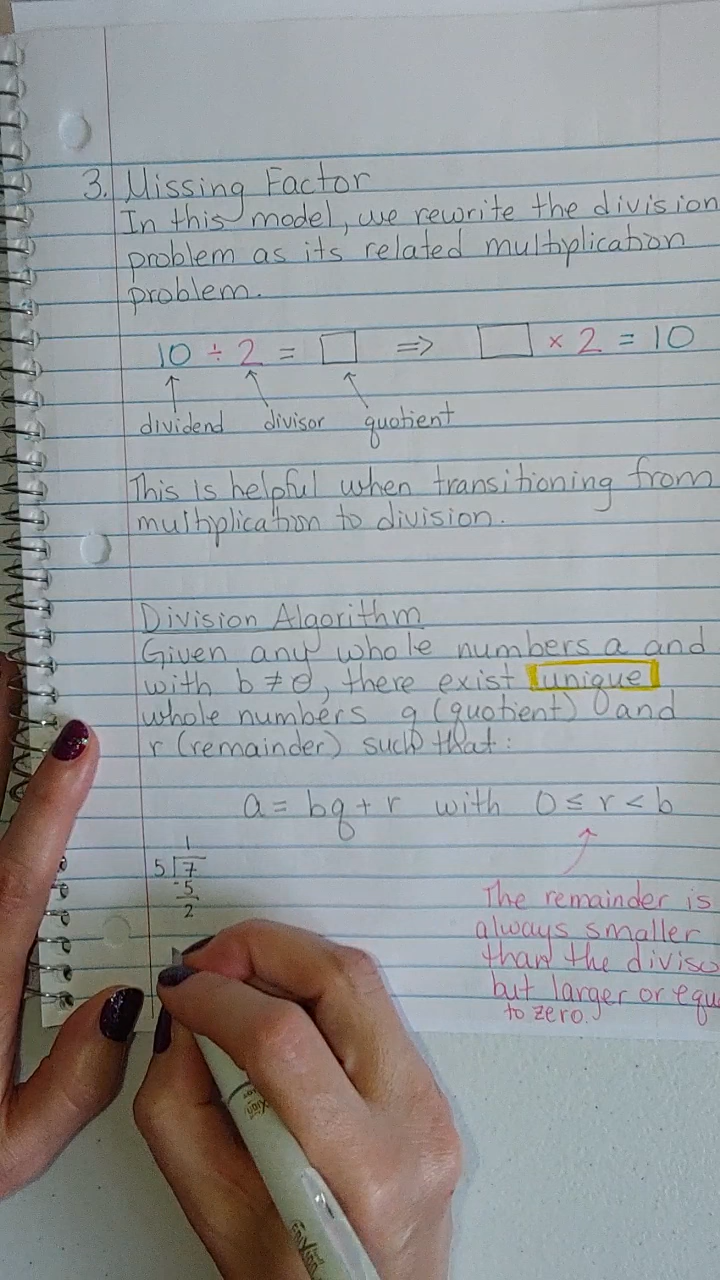 3. Missing Factor
In this model, we rewrite the division
problem as its related multiplication
problem.
10 ÷ 2 = □ => □ × 2 = 10
↑ ↑ ↑
dividend divisor quotient
This is helpful when transitioning from
multiplication to division.
Division Algorithm
Given any whole numbers a and
with b ≠ 0, there exist unique
whole numbers q (quotient) and
r (remainder) such that:
a = bq + r with 0 ≤ r < b
1
5 7
-5
2
The remainder is
always smaller
than the diviso
but larger or equ
to zero.